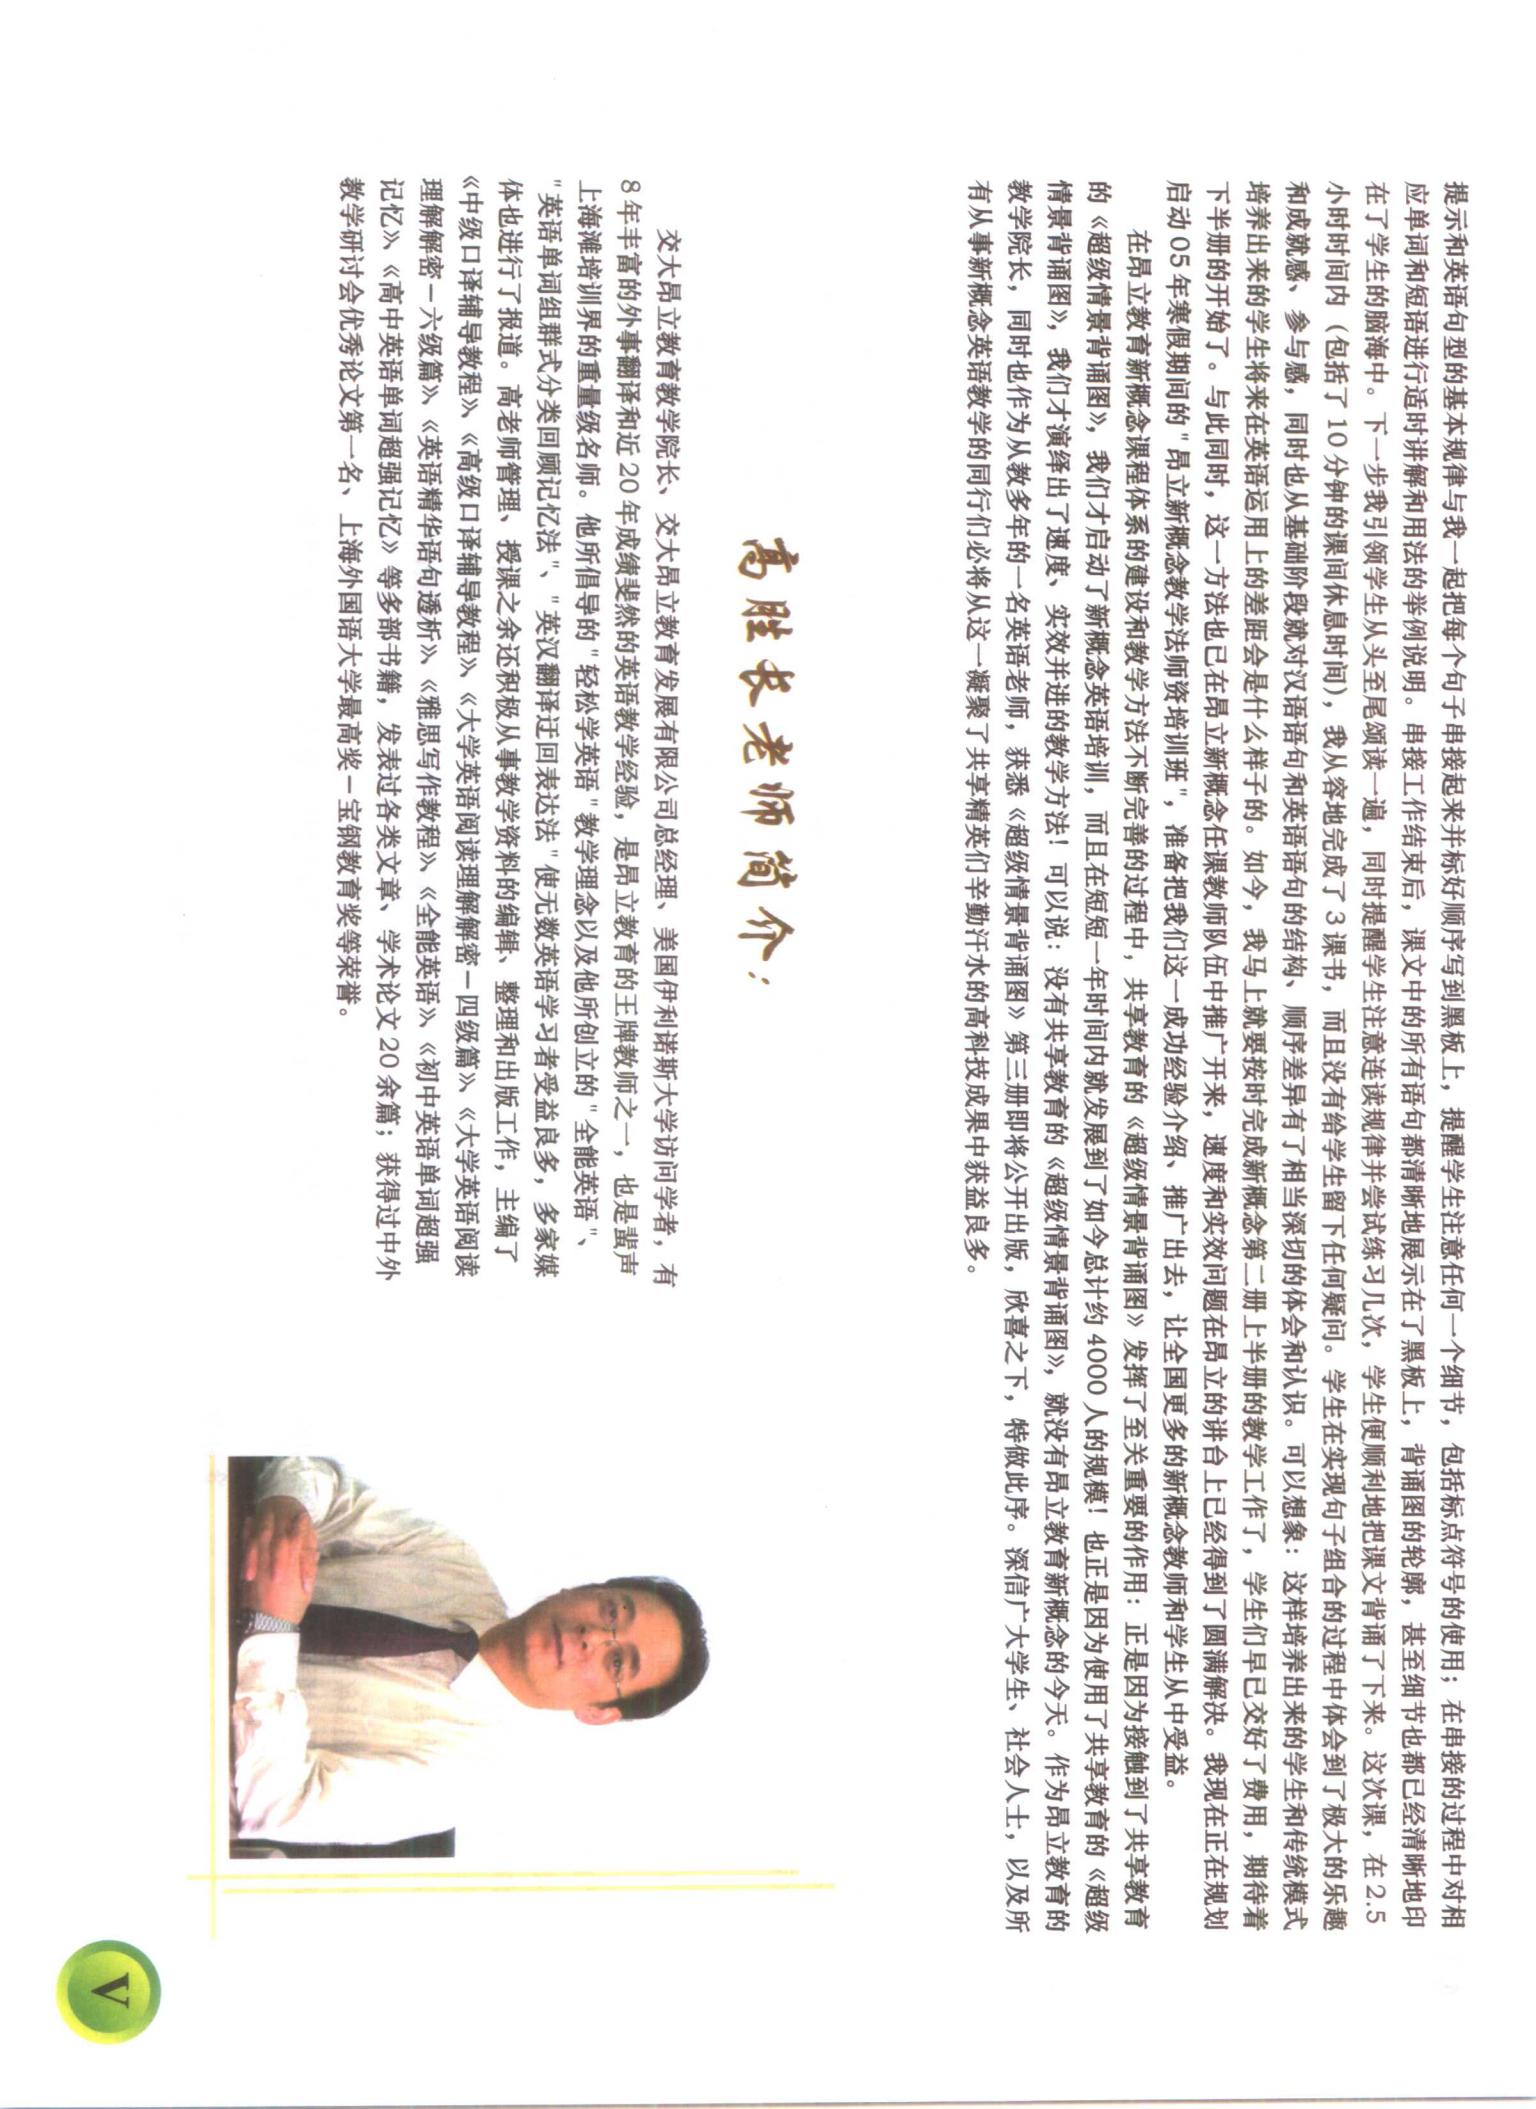 提示和英语句型的基本规律与我一起把每个句子串接起来并标好顺序写到黑板上，提醒学生注意任何一个细节，包括标点符号的使用；在串接的过程中对相
应单词和短语进行适时讲解和用法的举例说明。串接工作结束后，课文中的所有语句都清晰地展示在了黑板上，背诵图的轮廓，甚至细节也都已经清晰地印
在了学生的脑海中。下一步我引领学生从头至尾颂读一遍，同时提醒学生注意连读规律并尝试练习几次，学生便顺利地把课文背诵了下来。这次课，在2.5
小时时间内（包括了10分钟的课间休息时间），我从容地完成了3课书，而且没有给学生留下任何疑问。学生在实现句子组合的过程中体会到了极大的乐趣
和成就感、参与感，同时也从基础阶段就对汉语语句和英语语句的结构、顺序差异有了相当深切的体会和认识。可以想象：这样培养出来的学生和传统模式
培养出来的学生将来在英语运用上的差距会是什么样子的。如今，我马上就要按时完成新概念第二册上半册的教学工作了，学生们早已交好了费用，期待着
下半册的开始了。与此同时，这一方法也已在昂立新概念任课教师队伍中推广开来，速度和实效问题在昂立的讲台上已经得到了圆满解决。我现在正在规划
启动05年寒假期间的"昂立新概念教学法师资培训班"，准备把我们这一成功经验介绍、推广出去，让全国更多的新概念教师和学生从中受益。
在昂立教育新概念课程体系的建设和教学方法不断完善的过程中，共享教育的《超级情景背诵图》发挥了至关重要的作用：正是因为接触到了共享教育
的《超级情景背诵图》，我们才启动了新概念英语培训，而且在短短一年时间内就发展到了如今总计约4000人的规模！也正是因为使用了共享教育的《超级
情景背诵图》，我们才演绎出了速度、实效并进的教学方法！可以说：没有共享教育的《超级情景背诵图》，就没有昂立教育新概念的今天。作为昂立教育的
教学院长，同时也作为从教多年的一名英语老师，获悉《超级情景背诵图》第三册即将公开出版，欣喜之下，特做此序。深信广大学生、社会人士，以及所
有从事新概念英语教学的同行们必将从这一凝聚了共享精英们辛勤汗水的高科技成果中获益良多。
高胜长老师简介：
交大昂立教育教学院长、交大昂立教育发展有限公司总经理、美国伊利诺斯大学访问学者，有
8年丰富的外事翻译和近20年成绩斐然的英语教学经验，是昂立教育的王牌教师之一，也是蜚声
上海滩培训界的重量级名师。他所倡导的"轻松学英语"教学理念以及他所创立的"全能英语"、
"英语单词组群式分类回顾记忆法"、"英汉翻译迂回表达法"使无数英语学习者受益良多，多家媒
体也进行了报道。高老师管理、授课之余还积极从事教学资料的编辑、整理和出版工作，主编了
《中级口译辅导教程》、《高级口译辅导教程》、《大学英语阅读理解解密－四级篇》、《大学英语阅读
理解解密－六级篇》、《英语精华语句透析》、《雅思写作教程》、《全能英语》、《初中英语单词超强
记忆》、《高中英语单词超强记忆》等多部书籍，发表过各类文章、学术论文20余篇；获得过中外
教学研讨会优秀论文第一名、上海外国语大学最高奖－宝钢教育奖等荣誉。
V